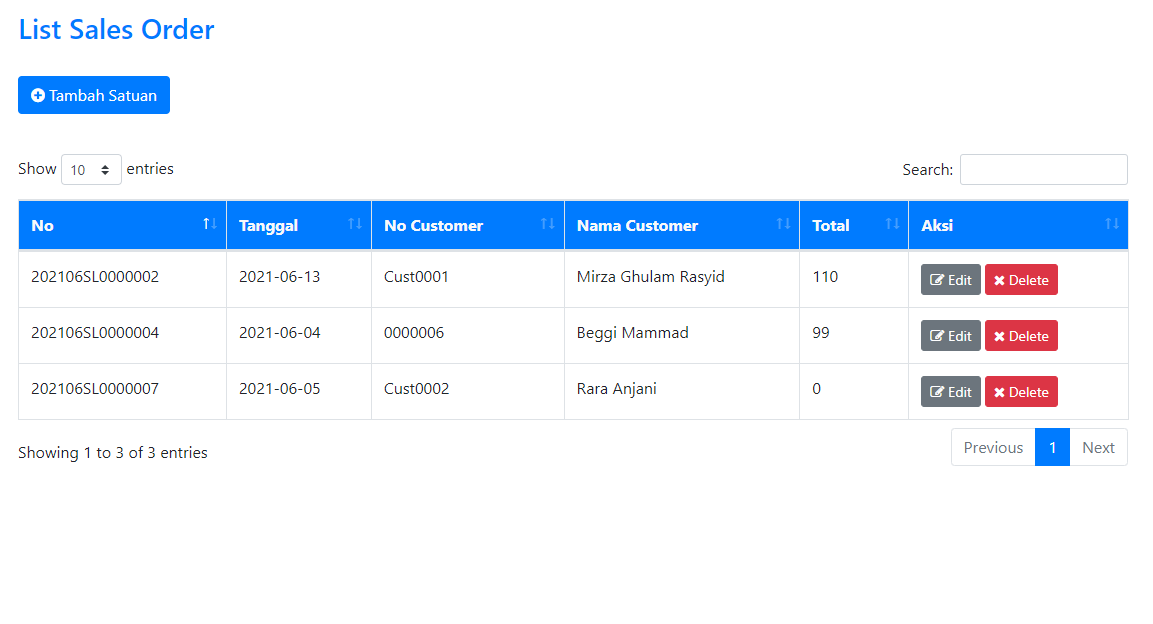 List Sales Order
Tambah Satuan
Show 10 entries Search:
No Tanggal No Customer Nama Customer Total Aksi
202106SL0000002 2021-06-13 Cust0001 Mirza Ghulam Rasyid 110 Edit Delete
202106SL0000004 2021-06-04 0000006 Beggi Mammad 99 Edit Delete
202106SL0000007 2021-06-05 Cust0002 Rara Anjani 0 Edit Delete
Showing 1 to 3 of 3 entries Previous 1 Next